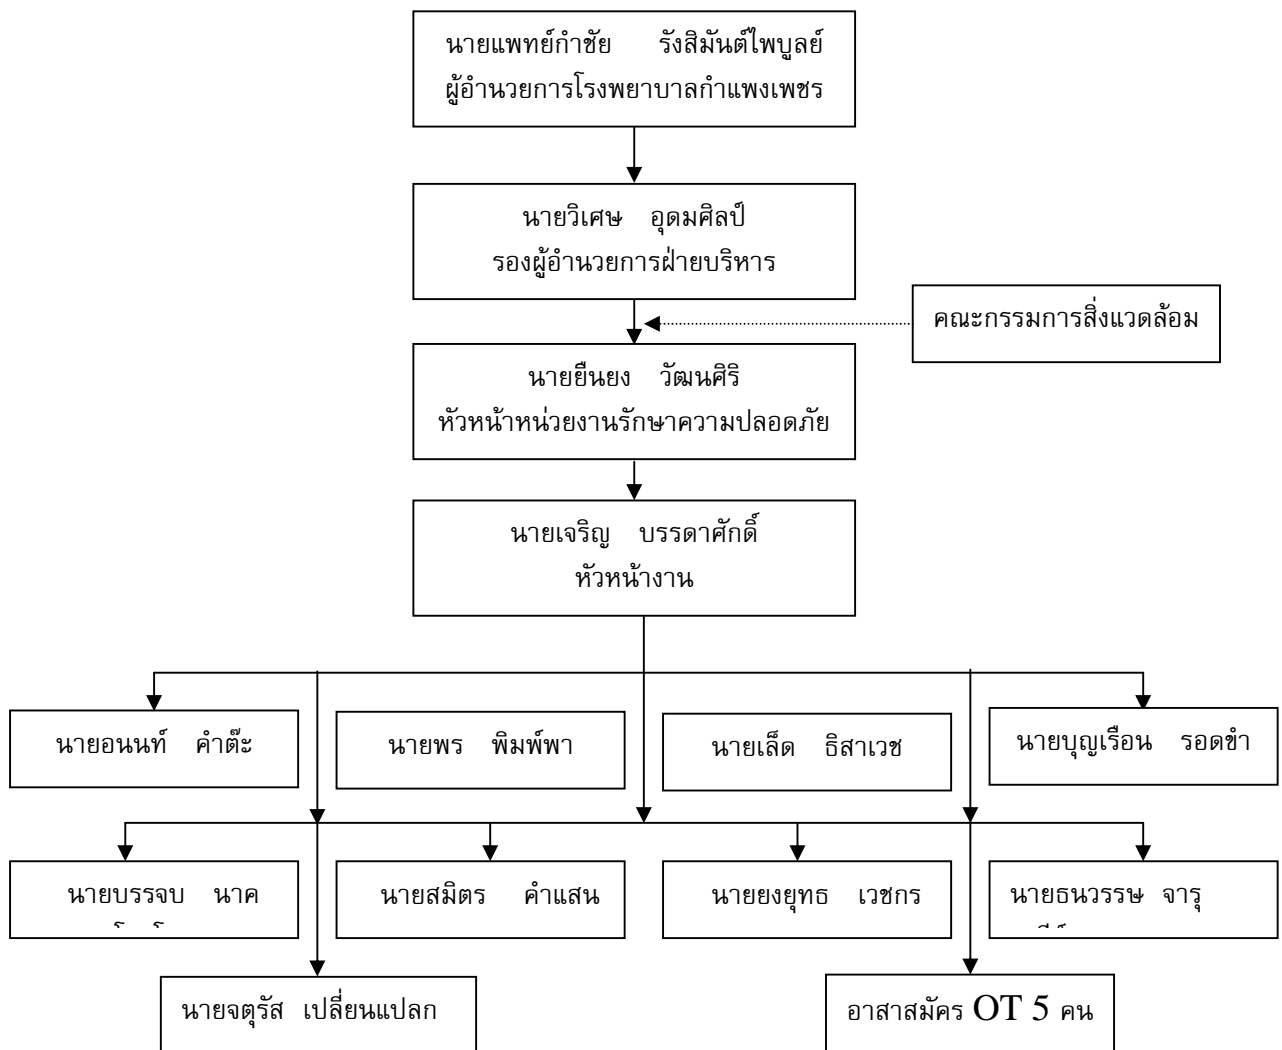 นายแพทย์กำชัย รังสิมันต์ไพบูลย์
ผู้อำนวยการโรงพยาบาลกำแพงเพชร
นายวิเศษ อุดมศิลป์
รองผู้อำนวยการฝ่ายบริหาร
คณะกรรมการสิ่งแวดล้อม
นายยืนยง วัฒนศิริ
หัวหน้าหน่วยงานรักษาความปลอดภัย
นายเจริญ บรรดาศักดิ์
หัวหน้างาน
นายอนนท์ คำต๊ะ
นายพร พิมพ์พา
นายเล็ด ธิสาเวช
นายบุญเรือน รอดขำ
นายบรรจบ นาค
นายสมิตร คำแสน
นายยงยุทธ เวชกร
นายธนวรรษ จารุ
นายจตุรัส เปลี่ยนแปลก
อาสาสมัคร OT 5 คน